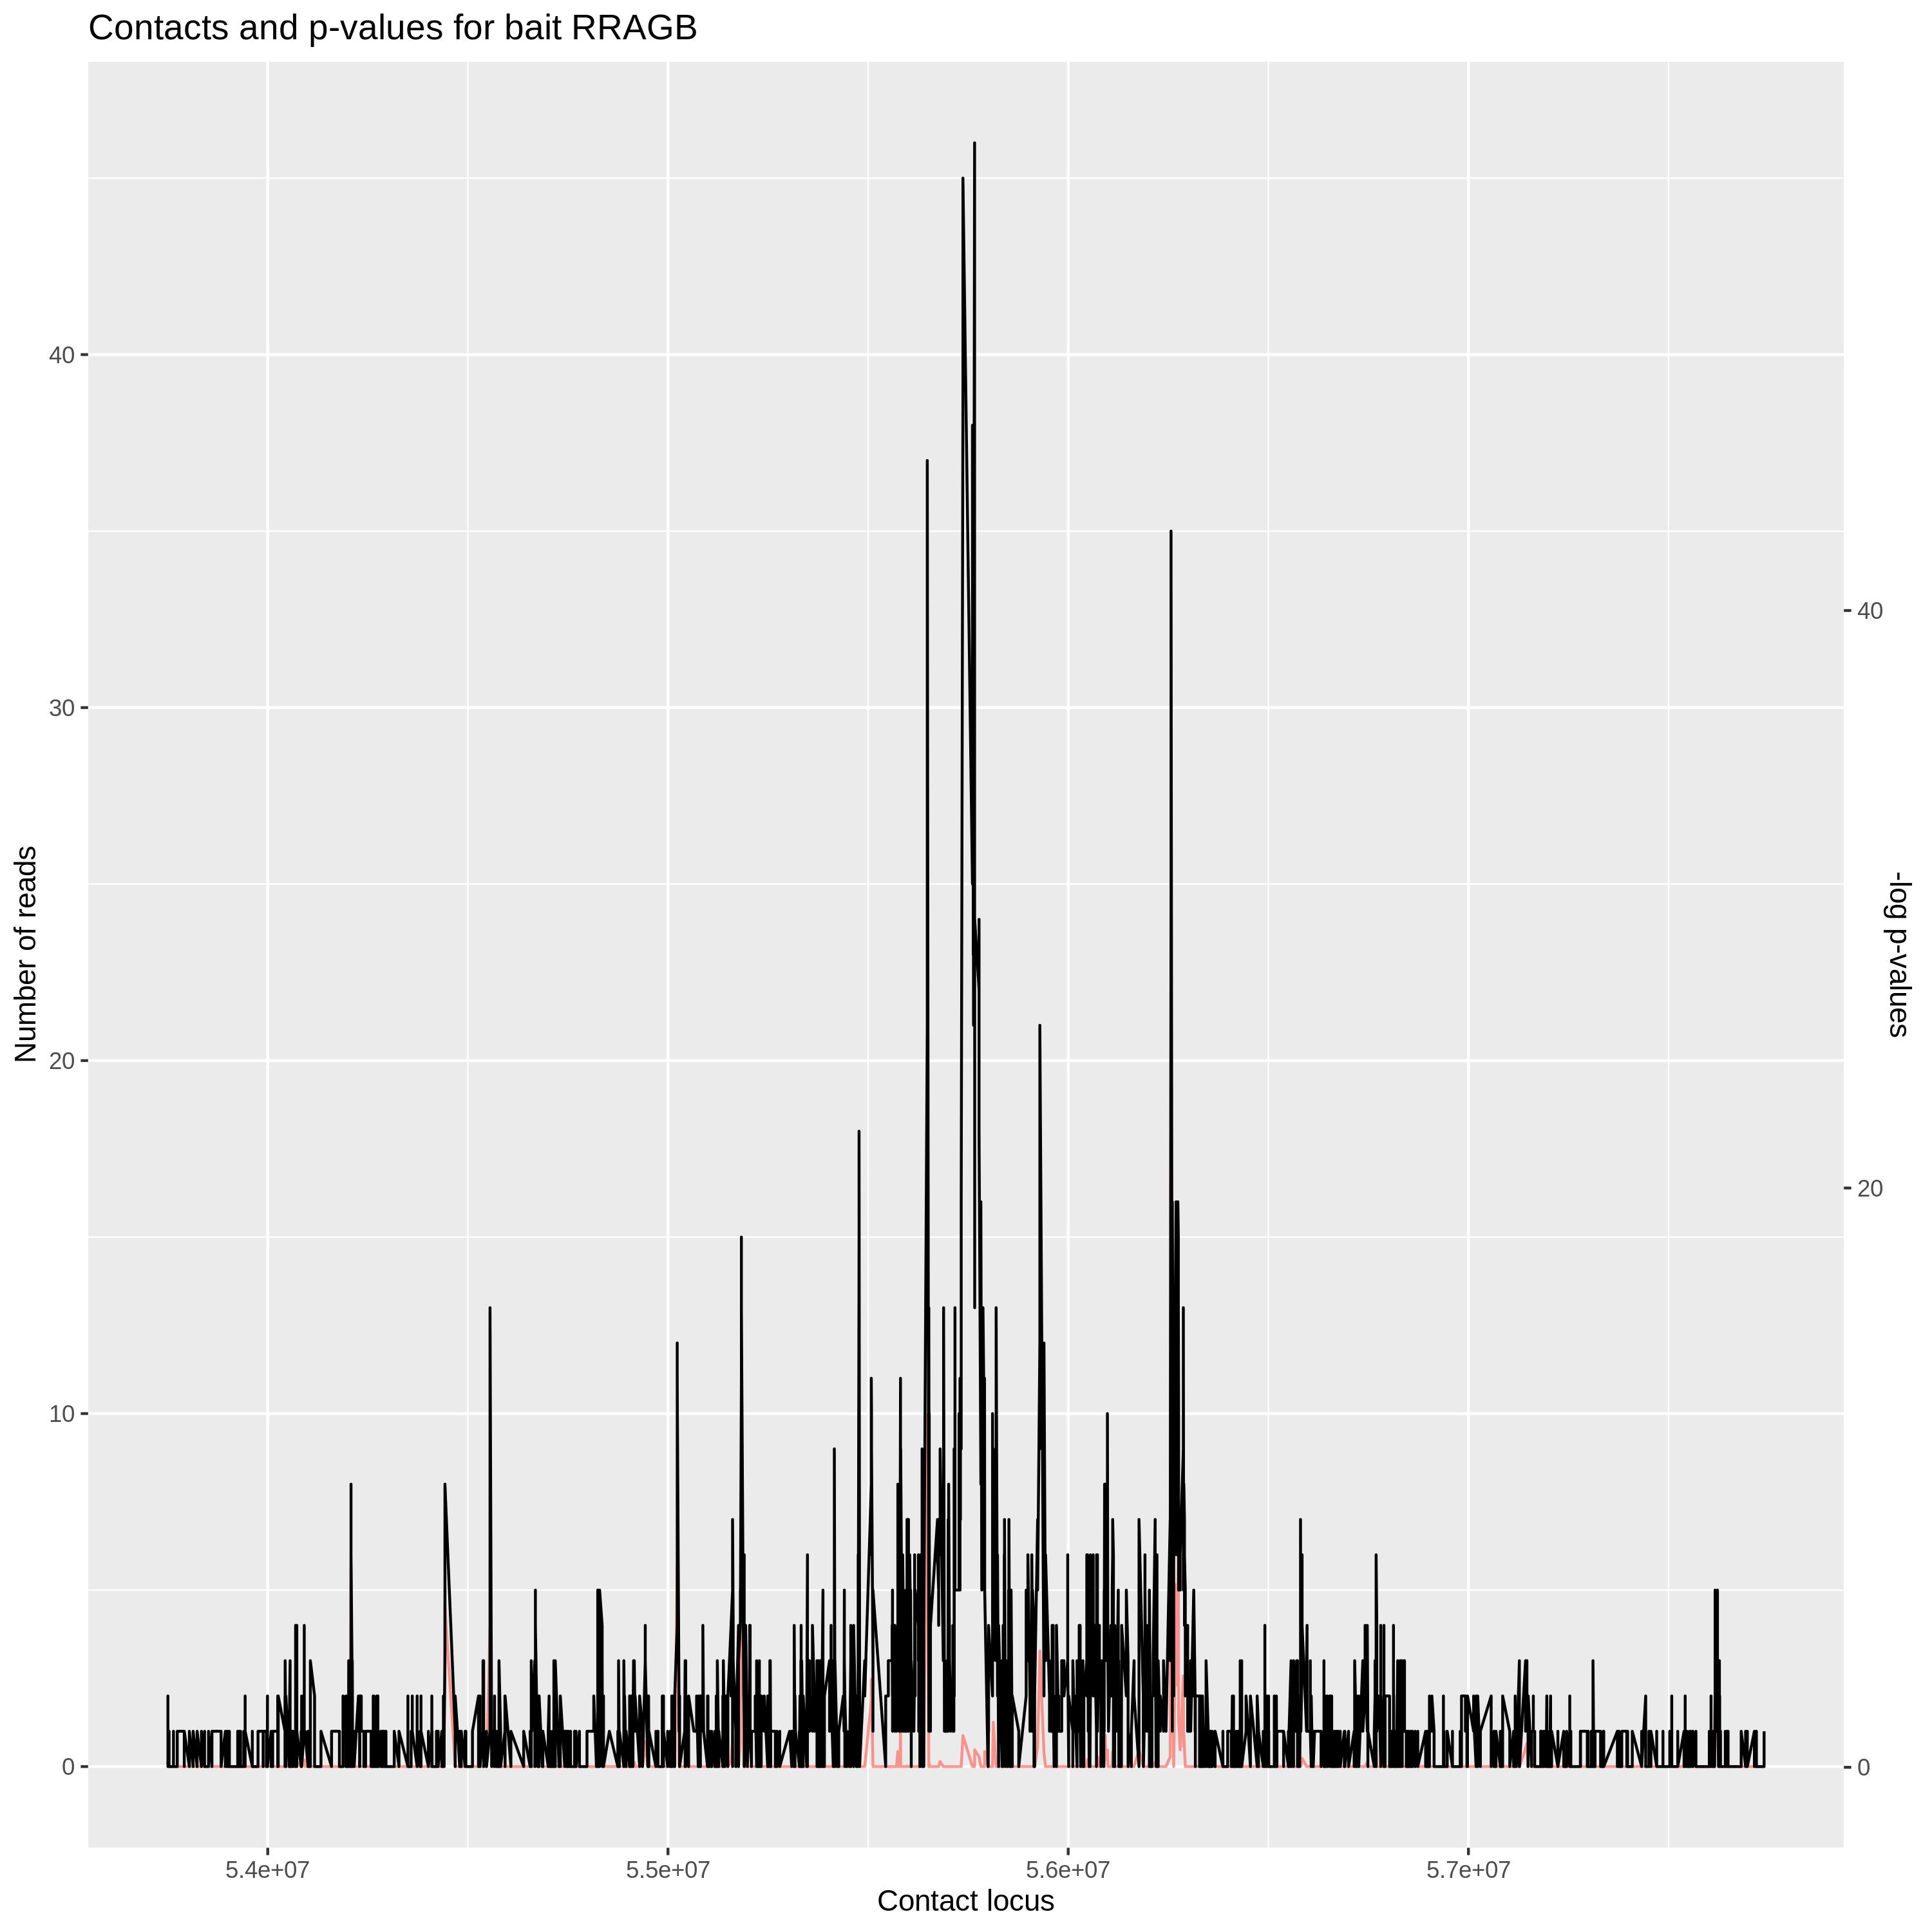 Contacts and p-values for bait RRAGB
40
30
20
10
0
Number of reads
40
20
0
-log p-values
5.4e+07 5.5e+07 5.6e+07 5.7e+07
Contact locus